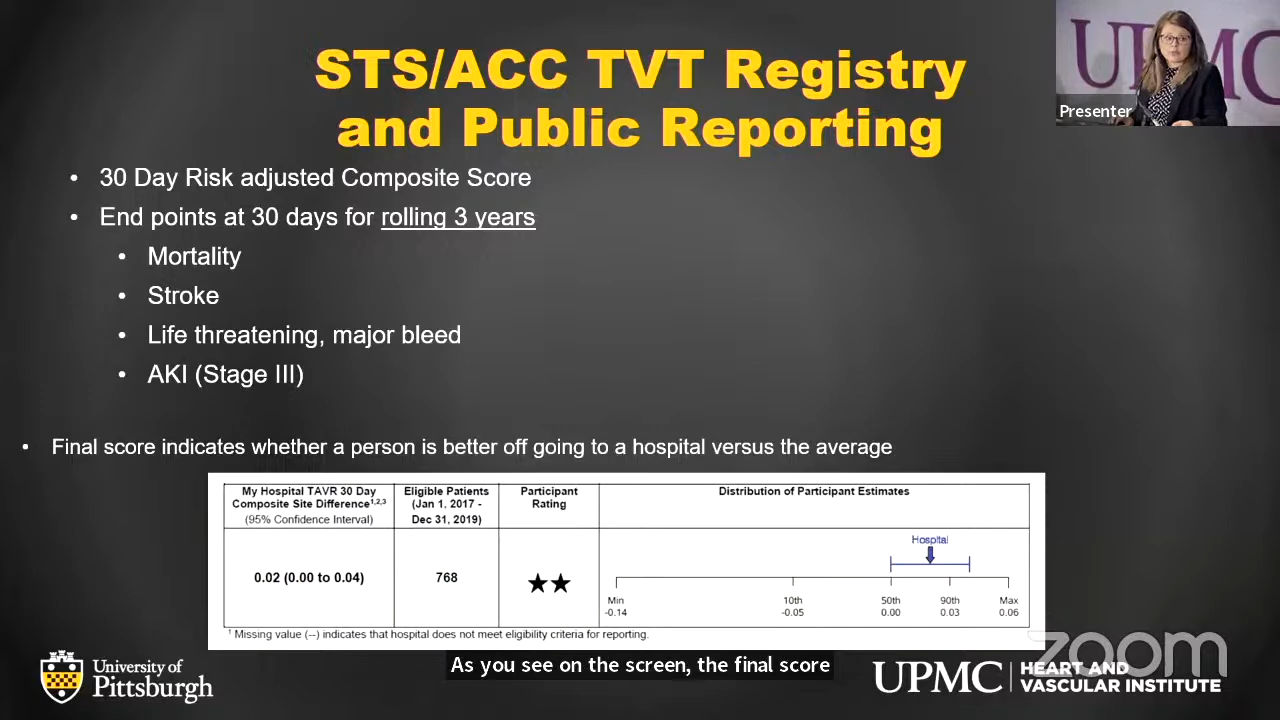 STS/ACC TVT Registry
and Public Reporting
UPMC
Presenter
• 30 Day Risk adjusted Composite Score
• End points at 30 days for rolling 3 years
• Mortality
• Stroke
• Life threatening, major bleed
• AKI (Stage III)
• Final score indicates whether a person is better off going to a hospital versus the average
My Hospital TAVR 30 Day
Composite Site Difference1,2,3
(95% Confidence Interval)
Eligible Patients
(Jan 1, 2017 -
Dec 31, 2019)
Participant
Rating
Distribution of Participant Estimates
0.02 (0.00 to 0.04)
768
★★
Hospital
Min 10th 50th 90th Max
-0.14 -0.05 0.00 0.03 0.06
1 Missing value (--) indicates that hospital does not meet eligibility criteria for reporting.
As you see on the screen, the final score
University of
Pittsburgh
UPMC | HEART AND
VASCULAR INSTITUTE
zoom